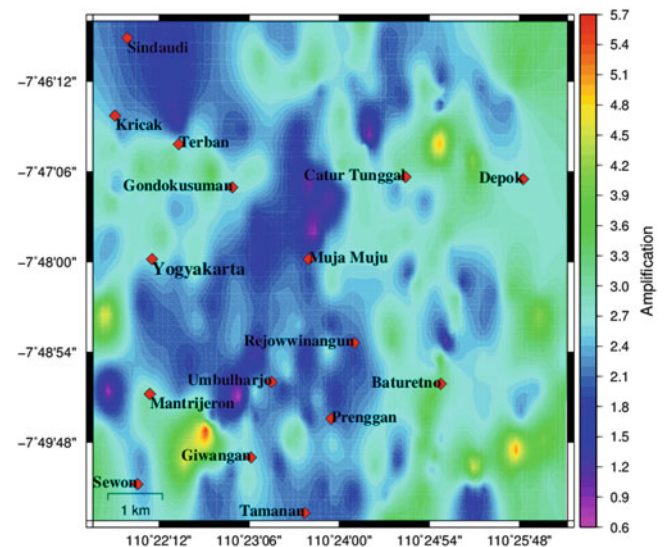 Sindaudi
-7°46'12"
Kricak
Terban
-7°47'06"
Gondokusuman
Catur Tunggal
Depok
-7°48'00"
Yogyakarta
Muja Muju
-7°48'54"
Rejowwinangun
Umbulharjo
Baturetno
Mantrijeron
Prenggan
-7°49'48"
Giwangan
Sewon
1 km
Tamanan
110°22'12"
110°23'06"
110°24'00"
110°24'54"
110°25'48"
5.7
5.4
5.1
4.8
4.5
4.2
3.9
3.6
3.3
3.0
2.7
2.4
2.1
1.8
1.5
1.2
0.9
0.6
Amplification